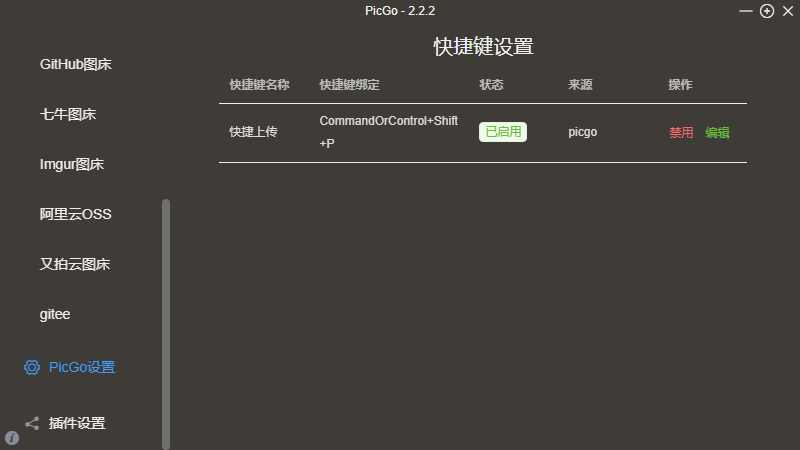 PicGo - 2.2.2
GitHub图床
七牛图床
Imgur图床
阿里云OSS
又拍云图床
gitee
PicGo设置
插件设置
快捷键设置
快捷键名称 快捷键绑定 状态 来源 操作
快捷上传 CommandOrControl+Shift 已启用 picgo 禁用 编辑
+P